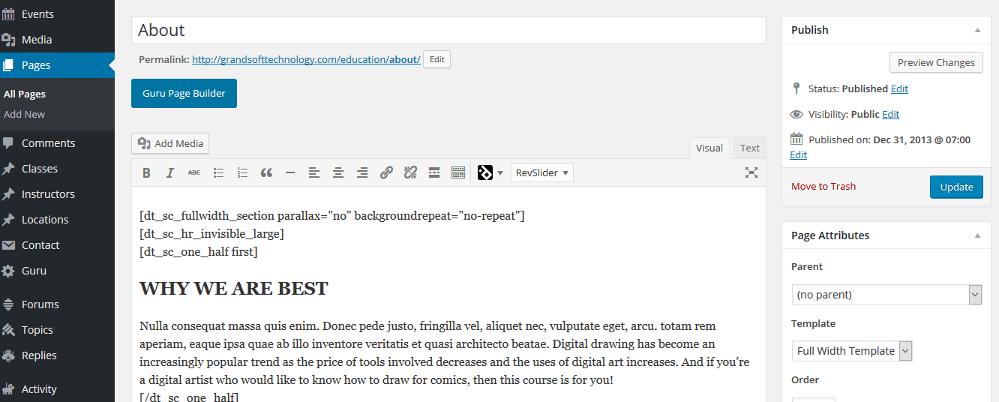 Events
Media
Pages
All Pages
Add New
Comments
Classes
Instructors
Locations
Contact
Guru
Forums
Topics
Replies
Activity
About
Permalink: http://grandsofttechnology.com/education/about/ Edit
Guru Page Builder
Add Media
Visual Text
B I ABC RevSlider
[dt_sc_fullwidth_section parallax="no" backgroundrepeat="no-repeat"]
[dt_sc_hr_invisible_large]
[dt_sc_one_half first]
WHY WE ARE BEST
Nulla consequat massa quis enim. Donec pede justo, fringilla vel, aliquet nec, vulputate eget, arcu. totam rem
aperiam, eaque ipsa quae ab illo inventore veritatis et quasi architecto beatae. Digital drawing has become an
increasingly popular trend as the price of tools involved decreases and the uses of digital art increases. And if you’re
a digital artist who would like to know how to draw for comics, then this course is for you!
[/dt_sc_one_half]
Publish
Preview Changes
Status: Published Edit
Visibility: Public Edit
Published on: Dec 31, 2013 @ 07:00
Edit
Move to Trash Update
Page Attributes
Parent
(no parent)
Template
Full Width Template
Order